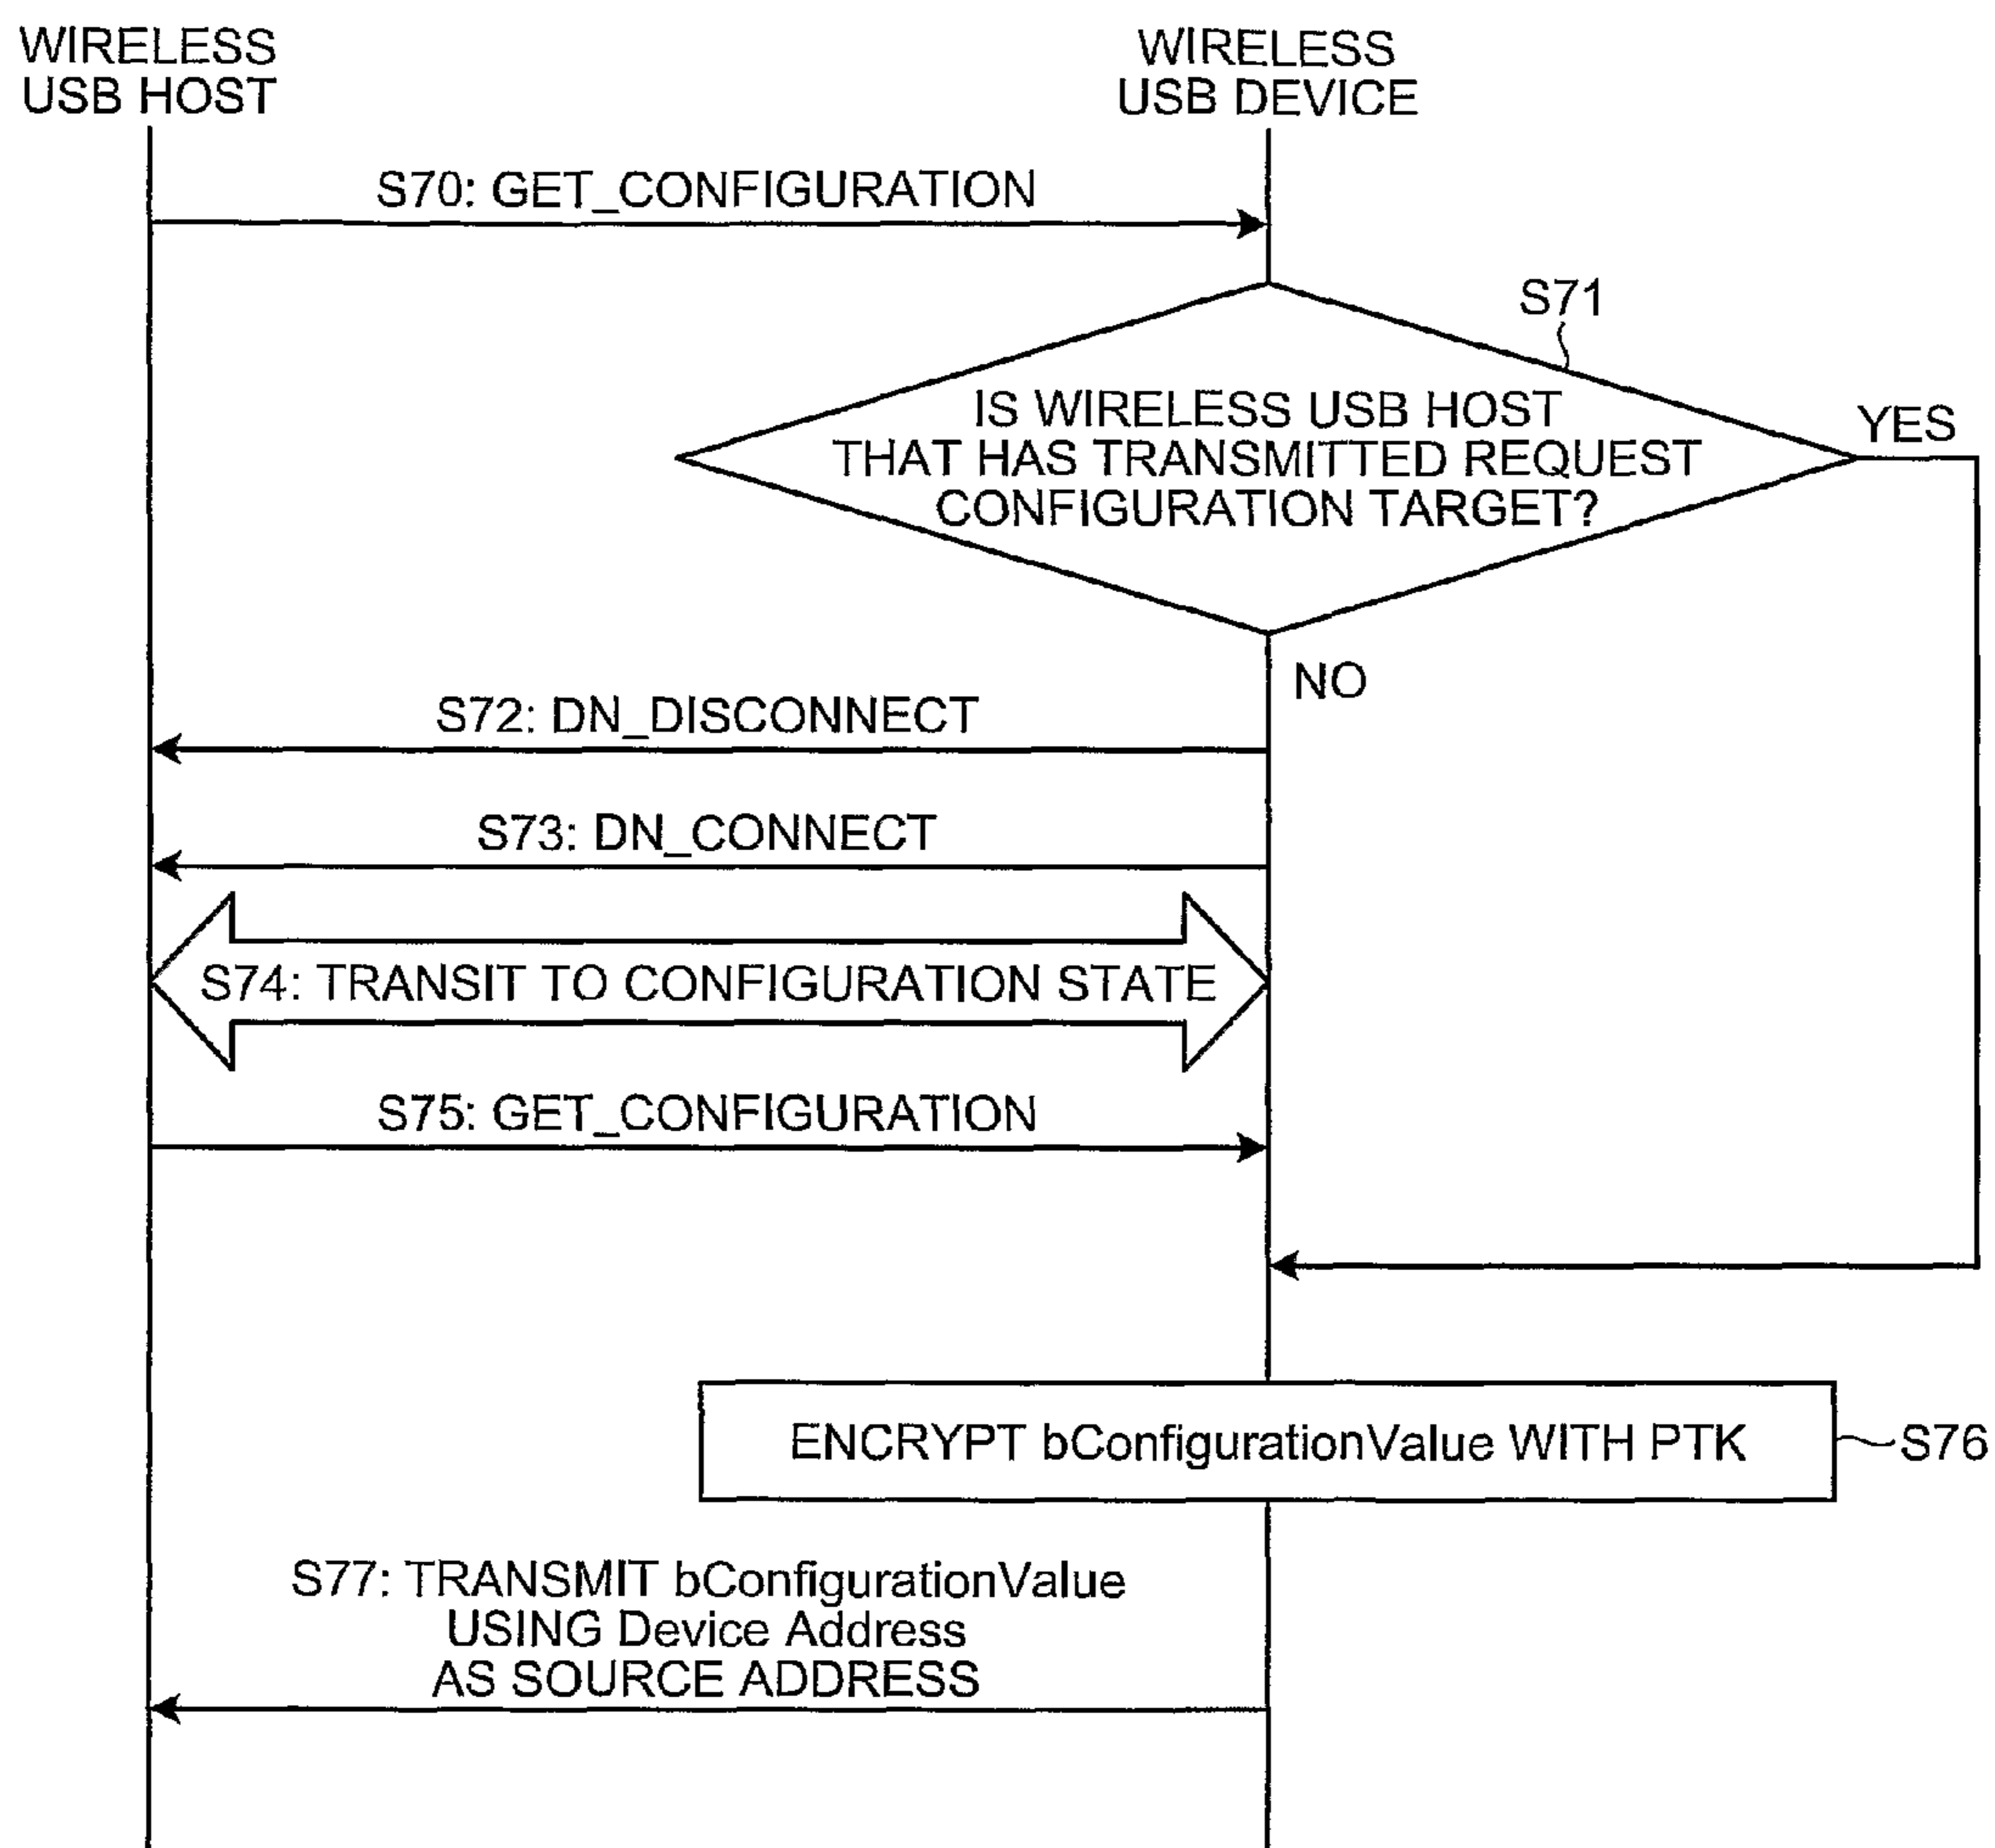 WIRELESS
USB HOST
WIRELESS
USB DEVICE
S70: GET_CONFIGURATION
S71
IS WIRELESS USB HOST
THAT HAS TRANSMITTED REQUEST
CONFIGURATION TARGET?
YES
NO
S72: DN_DISCONNECT
S73: DN_CONNECT
S74: TRANSIT TO CONFIGURATION STATE
S75: GET_CONFIGURATION
ENCRYPT bConfigurationValue WITH PTK
S76
S77: TRANSMIT bConfigurationValue
USING Device Address
AS SOURCE ADDRESS